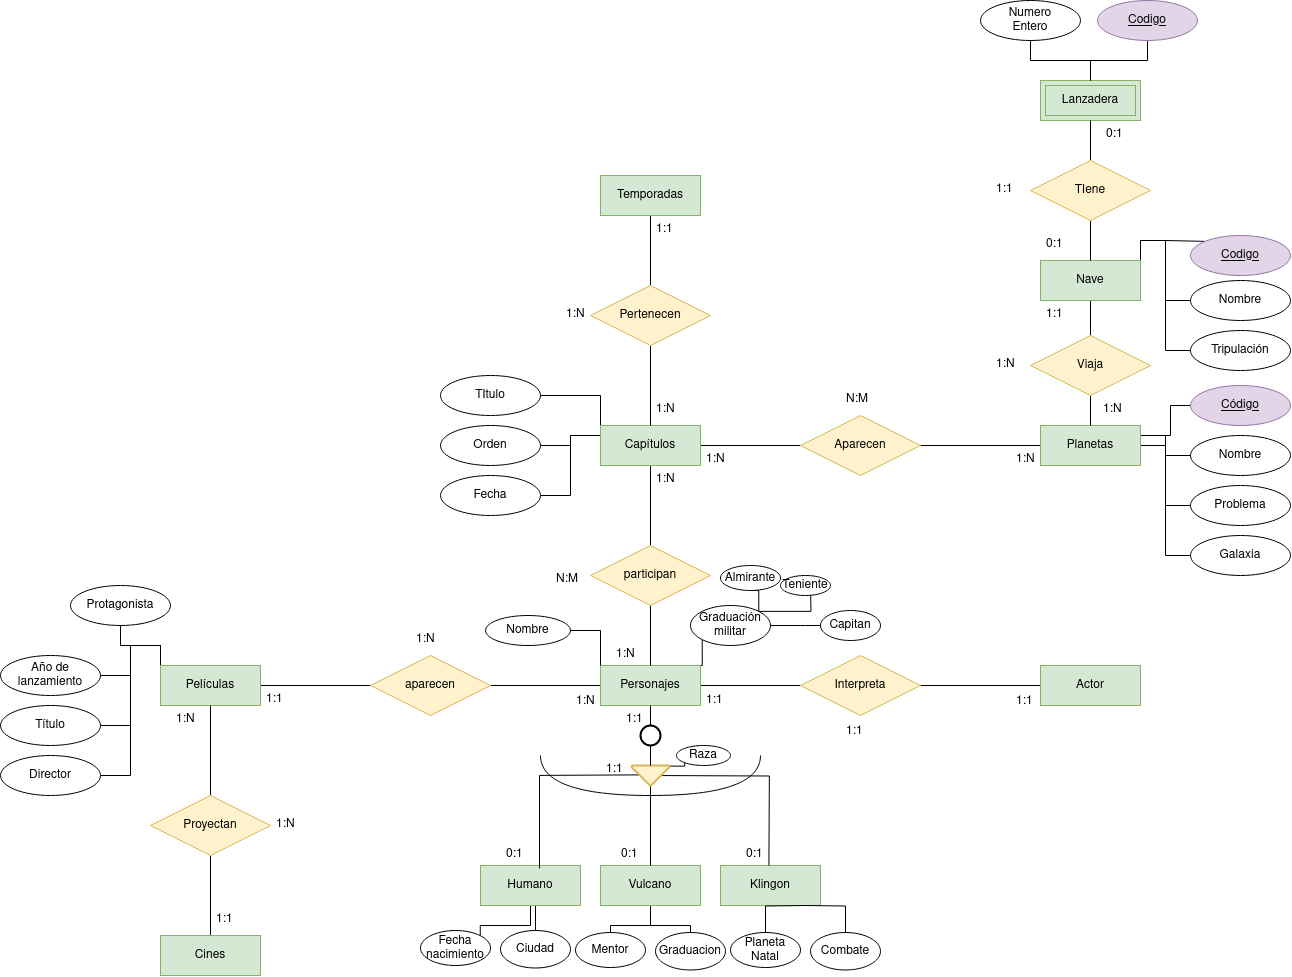 Numero
Entero
Codigo
Lanzadera
0:1
1:1
TIene
Temporadas
1:1
0:1
Codigo
Nave
Nombre
1:N
Pertenecen
1:1
Tripulación
1:N
Viaja
TItulo
N:M
1:N
1:N
Código
Orden
Capítulos
Aparecen
Planetas
1:N
1:N
Nombre
1:N
Fecha
Problema
Galaxia
N:M
participan
Almirante
Teniente
Protagonista
Graduación
militar
Capitan
Nombre
1:N
1:N
Año de
lanzamiento
Películas
aparecen
Personajes
Interpreta
Actor
1:1
1:N
1:1
1:1
1:N
1:1
1:1
Título
Raza
1:1
Director
Proyectan
1:N
0:1
0:1
0:1
Humano
Vulcano
Klingon
1:1
Fecha
nacimiento
Ciudad
Mentor
Graduacion
Planeta
Natal
Combate
Cines